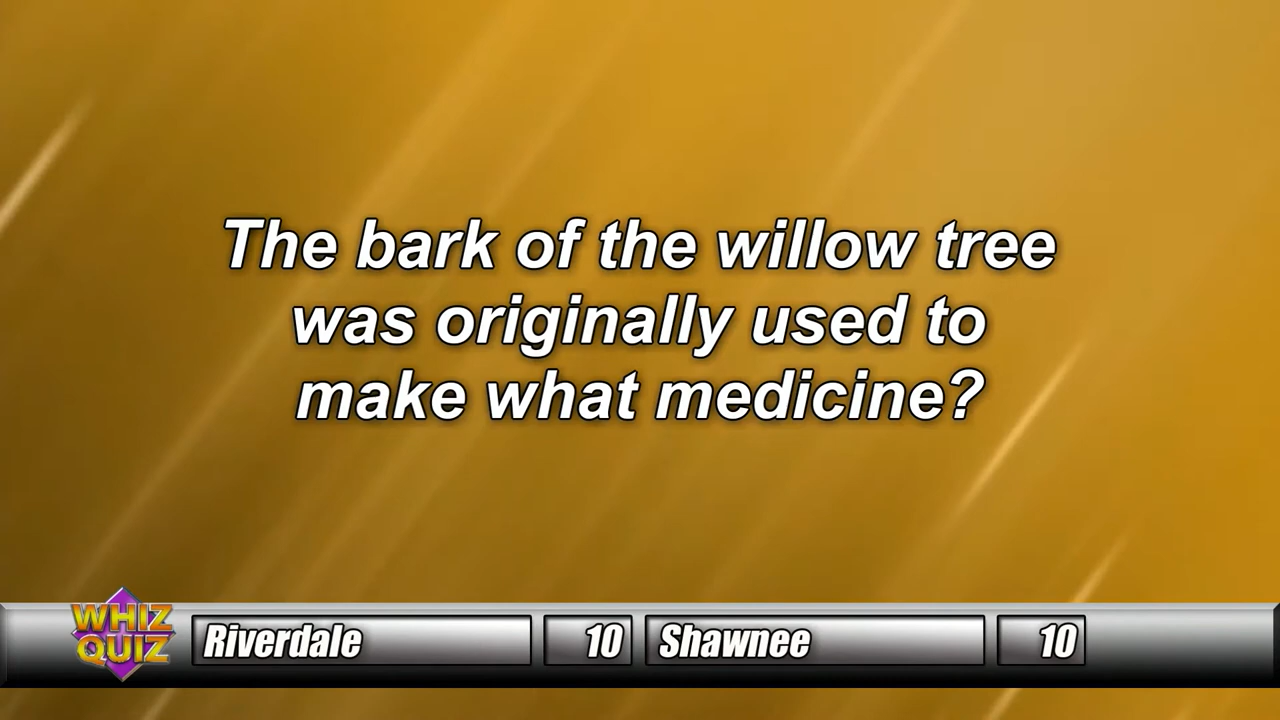 The bark of the willow tree
was originally used to
make what medicine?
WHIZ
QUIZ
Riverdale 10 Shawnee 10